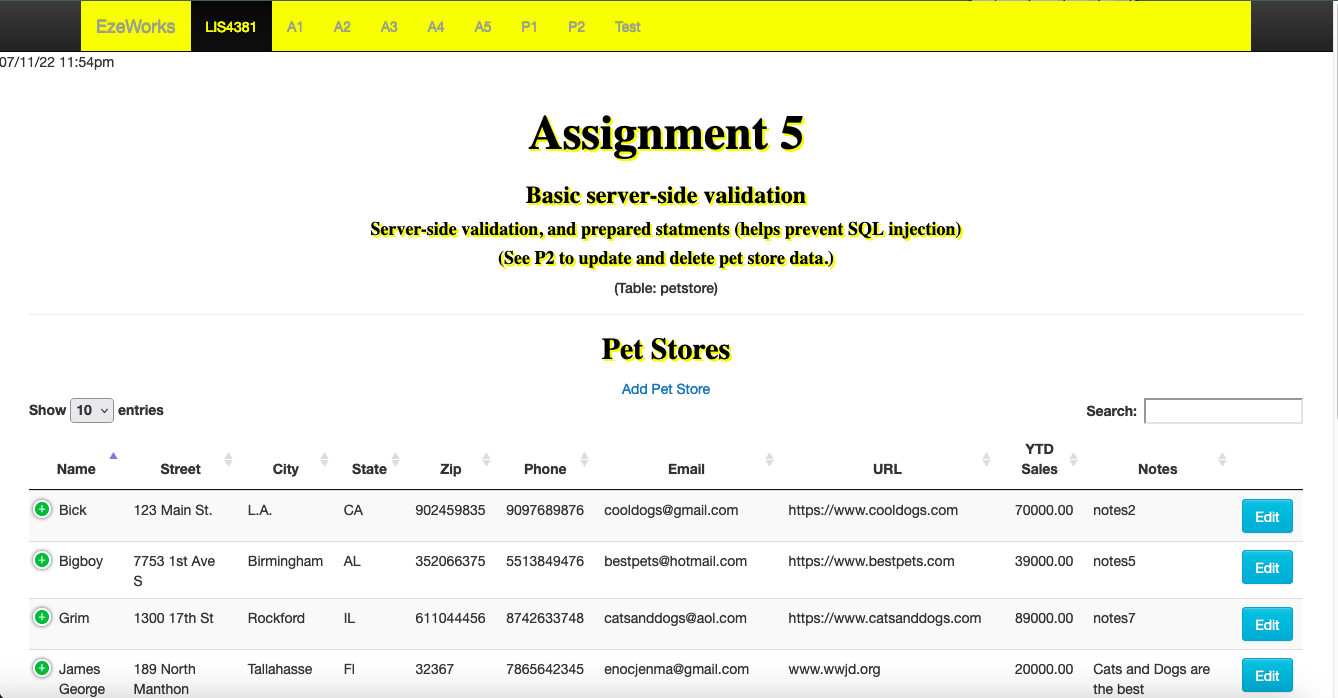 EzeWorks LIS4381 A1 A2 A3 A4 A5 P1 P2 Test
07/11/22 11:54pm
Assignment 5
Basic server-side validation
Server-side validation, and prepared statments (helps prevent SQL injection)
(See P2 to update and delete pet store data.)
(Table: petstore)
Pet Stores
Add Pet Store
Show 10 entries Search:
YTD
Name Street City State Zip Phone Email URL Sales Notes
Bick 123 Main St. L.A. CA 902459835 9097689876 cooldogs@gmail.com https://www.cooldogs.com 70000.00 notes2 Edit
Bigboy 7753 1st Ave Birmingham AL 352066375 5513849476 bestpets@hotmail.com https://www.bestpets.com 39000.00 notes5 Edit
S
Grim 1300 17th St Rockford IL 611044456 8742633748 catsanddogs@aol.com https://www.catsanddogs.com 89000.00 notes7 Edit
James 189 North Tallahasse Fl 32367 7865642345 enocjenma@gmail.com www.wwjd.org 20000.00 Cats and Dogs are Edit
George Manthon the best